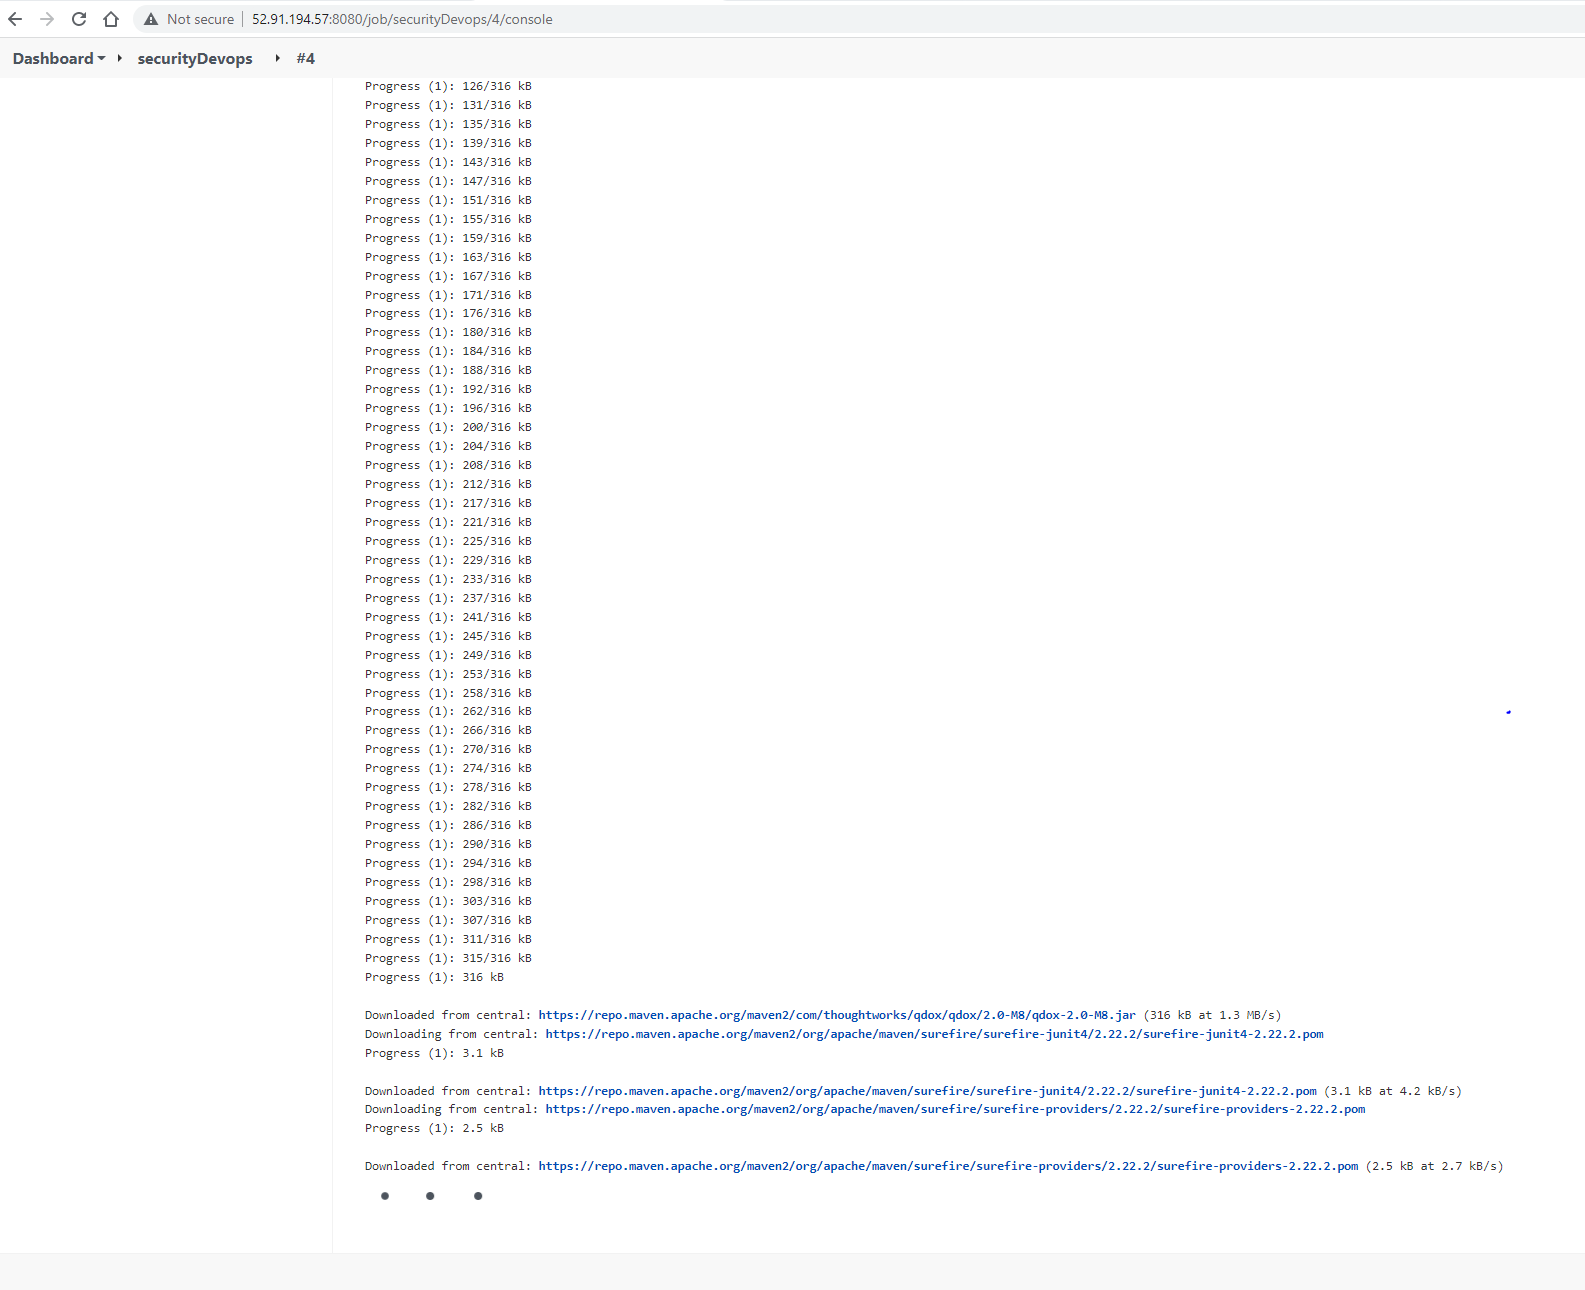 Not secure | 52.91.194.57:8080/job/securityDevops/4/console
Dashboard securityDevops #4
Progress (1): 126/316 kB
Progress (1): 131/316 kB
Progress (1): 135/316 kB
Progress (1): 139/316 kB
Progress (1): 143/316 kB
Progress (1): 147/316 kB
Progress (1): 151/316 kB
Progress (1): 155/316 kB
Progress (1): 159/316 kB
Progress (1): 163/316 kB
Progress (1): 167/316 kB
Progress (1): 171/316 kB
Progress (1): 176/316 kB
Progress (1): 180/316 kB
Progress (1): 184/316 kB
Progress (1): 188/316 kB
Progress (1): 192/316 kB
Progress (1): 196/316 kB
Progress (1): 200/316 kB
Progress (1): 204/316 kB
Progress (1): 208/316 kB
Progress (1): 212/316 kB
Progress (1): 217/316 kB
Progress (1): 221/316 kB
Progress (1): 225/316 kB
Progress (1): 229/316 kB
Progress (1): 233/316 kB
Progress (1): 237/316 kB
Progress (1): 241/316 kB
Progress (1): 245/316 kB
Progress (1): 249/316 kB
Progress (1): 253/316 kB
Progress (1): 258/316 kB
Progress (1): 262/316 kB
Progress (1): 266/316 kB
Progress (1): 270/316 kB
Progress (1): 274/316 kB
Progress (1): 278/316 kB
Progress (1): 282/316 kB
Progress (1): 286/316 kB
Progress (1): 290/316 kB
Progress (1): 294/316 kB
Progress (1): 298/316 kB
Progress (1): 303/316 kB
Progress (1): 307/316 kB
Progress (1): 311/316 kB
Progress (1): 315/316 kB
Progress (1): 316 kB
Downloaded from central: https://repo.maven.apache.org/maven2/com/thoughtworks/qdox/qdox/2.0-M8/qdox-2.0-M8.jar (316 kB at 1.3 MB/s)
Downloading from central: https://repo.maven.apache.org/maven2/org/apache/maven/surefire/surefire-junit4/2.22.2/surefire-junit4-2.22.2.pom
Progress (1): 3.1 kB
Downloaded from central: https://repo.maven.apache.org/maven2/org/apache/maven/surefire/surefire-junit4/2.22.2/surefire-junit4-2.22.2.pom (3.1 kB at 4.2 kB/s)
Downloading from central: https://repo.maven.apache.org/maven2/org/apache/maven/surefire/surefire-providers/2.22.2/surefire-providers-2.22.2.pom
Progress (1): 2.5 kB
Downloaded from central: https://repo.maven.apache.org/maven2/org/apache/maven/surefire/surefire-providers/2.22.2/surefire-providers-2.22.2.pom (2.5 kB at 2.7 kB/s)